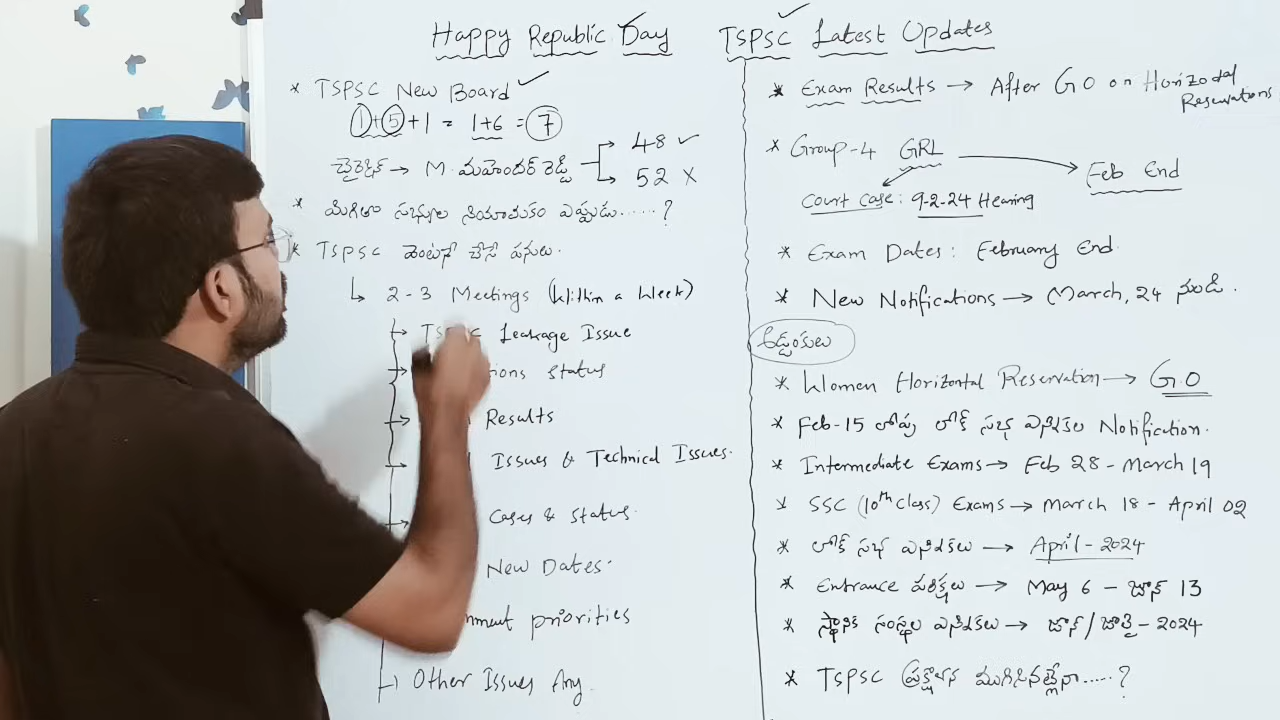 Happy Republic Day TSPSC Latest Updates
* TSPSC New Board ✓
1+5+1 = 1+6 = 7
ఛైర్మన్ → M. మహేందర్ రెడ్డి → 48 ✓
→ 52 X
* మిగిలిన సభ్యుల నియామకం ఎప్పుడు.....?
* TSPSC వెంటనే చేసే పనులు.
↳ 2-3 Meetings (Within a Week)
→ Leakage Issue
→ Status
→ Results
→ Issues & Technical Issues.
→ Cases & Status.
New Dates.
priorities
→ Other Issues Any.
* Exam Results → After GO on Horizotal
Reservations
* Group-4 GRL → Feb End
Court Case: 9-2-24 Hearing
* Exam Dates: February End.
* New Notifications → March, 24 నుండి.
అడ్డంకులు
* Women Horizontal Reservation → G.O
* Feb-15 లోపు లోక్ సభ ఎన్నికల Notification.
* Intermediate Exams → Feb 28 - March 19
* SSC (10th Class) Exams → March 18 - April 02
* లోక్ సభ ఎన్నికలు → April - 2024
* Entrance పరీక్షలు → May 6 - జూన్ 13
* స్థానిక సంస్థల ఎన్నికలు → జూన్/జూలై - 2024
* TSPSC ప్రక్షాళన ముగిసినట్లేనా.....?